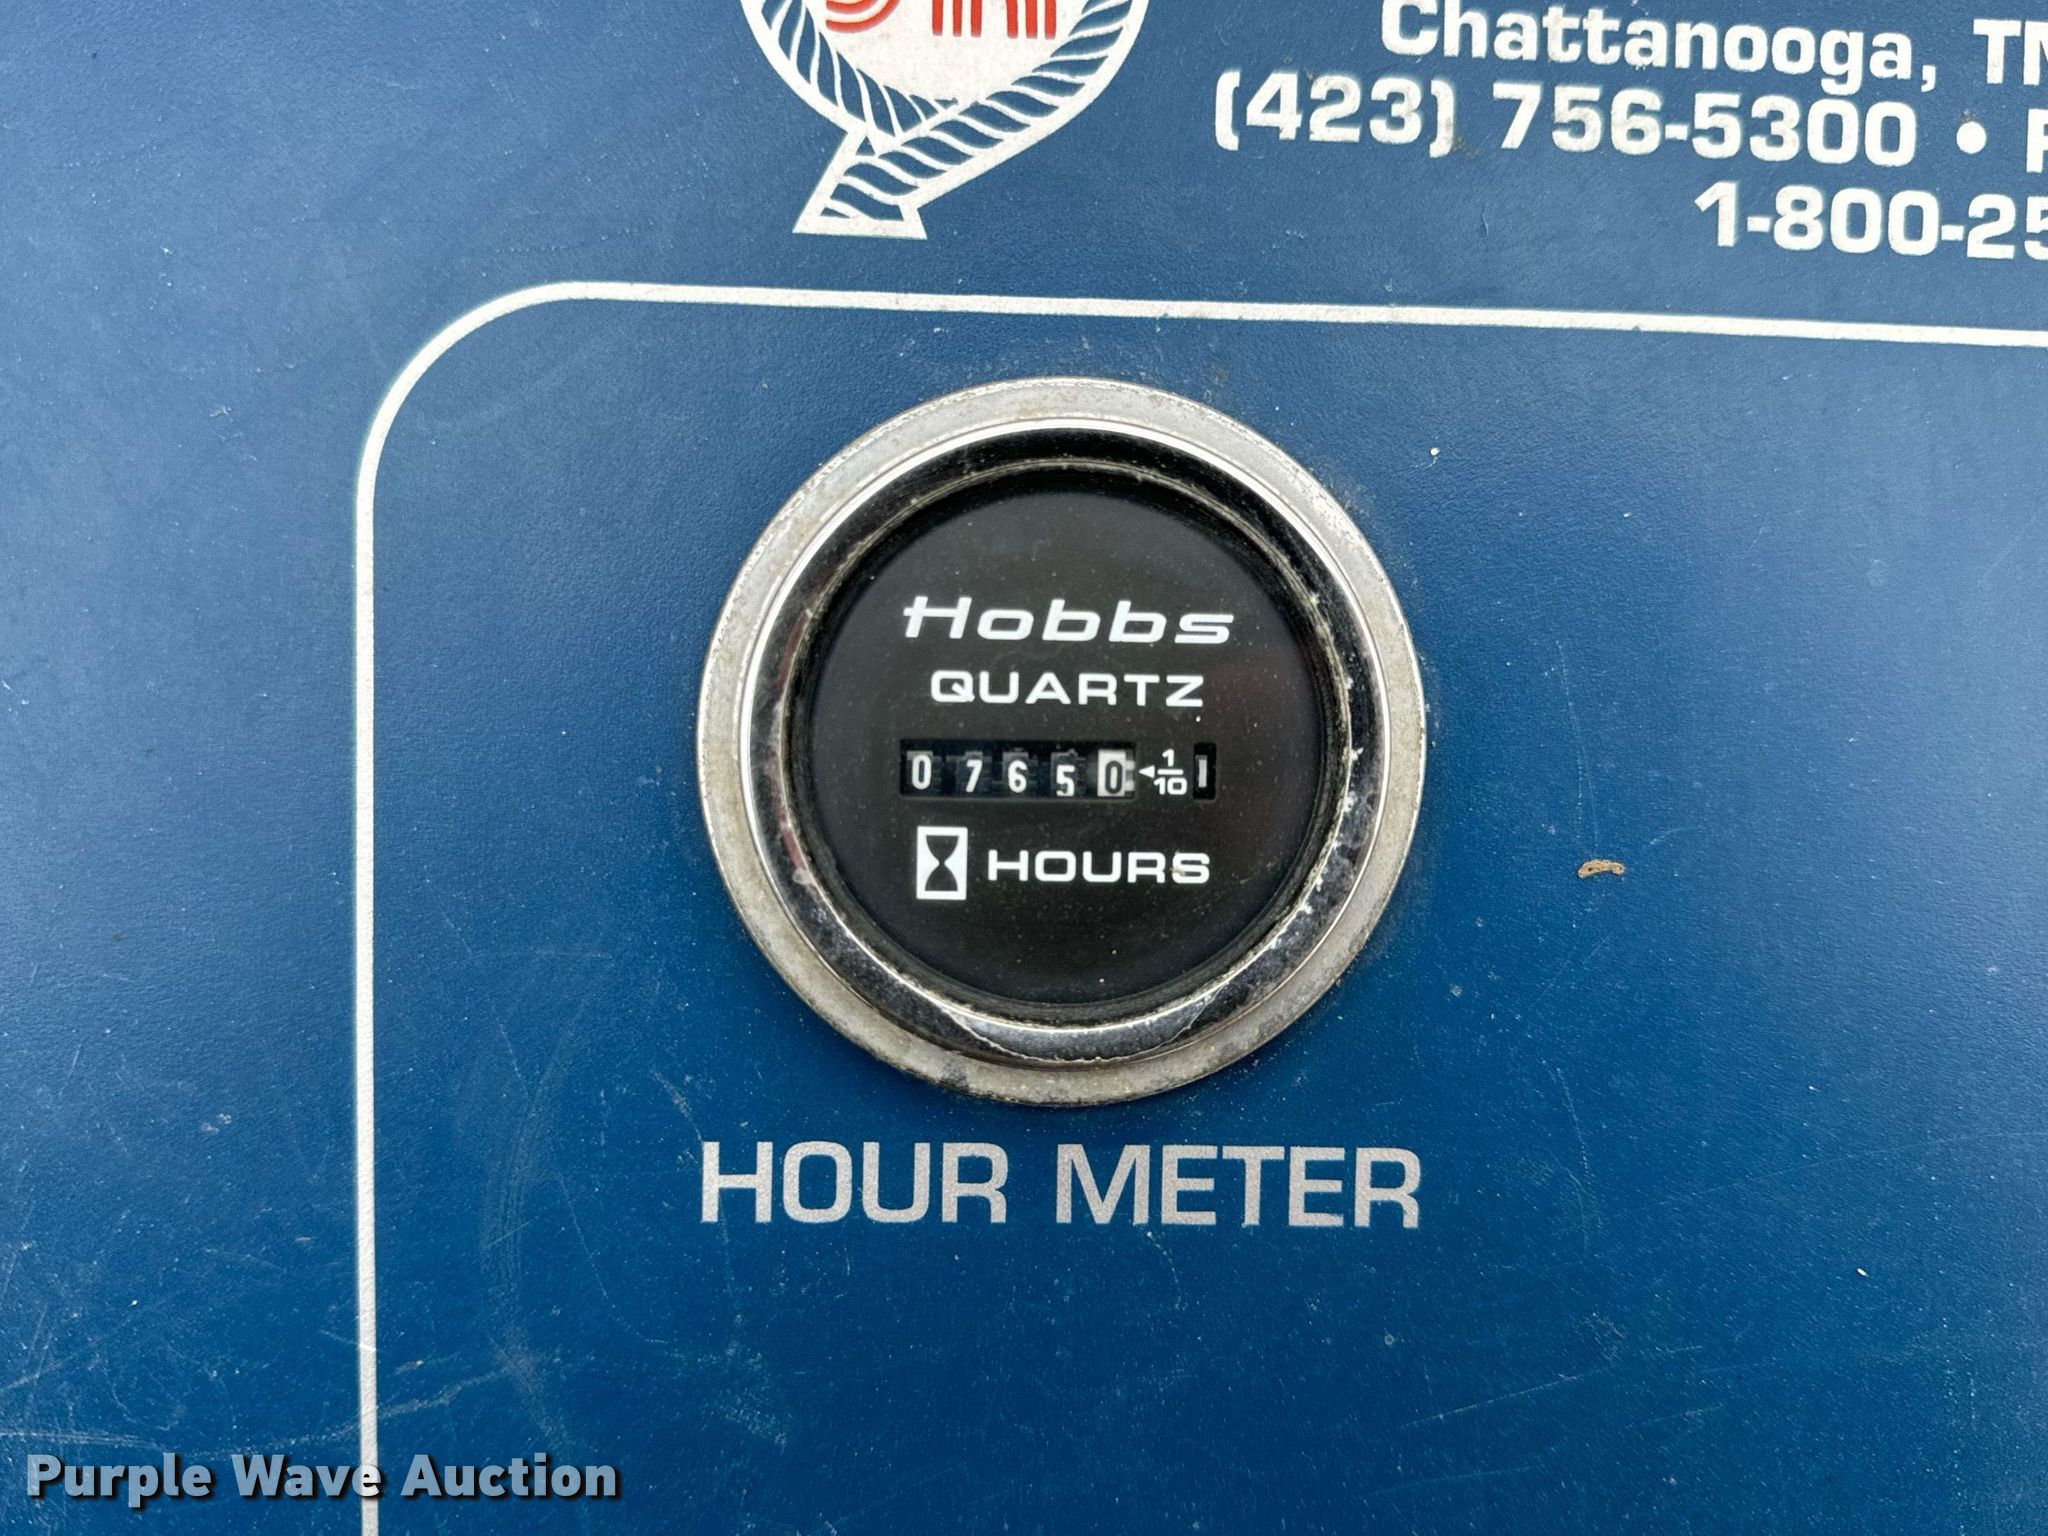 Chattanooga,
(423) 756-5300 •
1-800-25
Hobbs
QUARTZ
0 7 6 5 0 ◂ 1/10
HOURS
HOUR METER
Purple Wave Auction